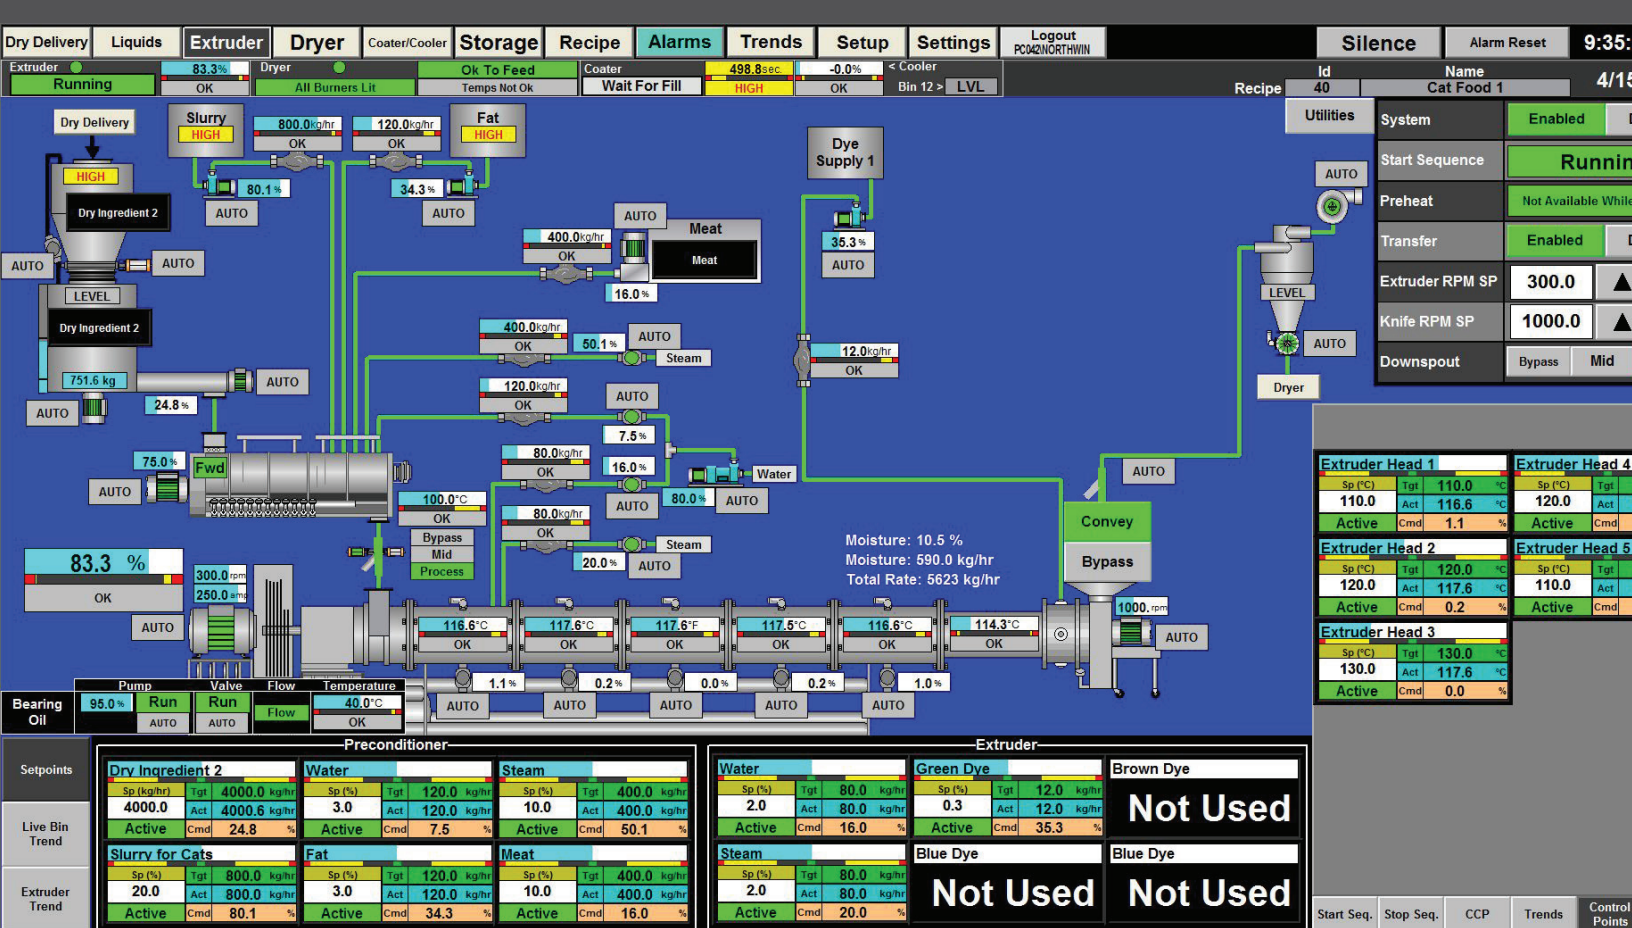 Dry Delivery Liquids Extruder Dryer Coater/Cooler Storage Recipe Alarms Trends Setup Settings Logout PC042\NORTHWIN Silence Alarm Reset 9:35:
Extruder Running 83.3% OK Dryer All Burners Lit Ok To Feed Temps Not Ok Coater Wait For Fill 498.8sec. HIGH -0.0% OK < Cooler Bin 12 > LVL Recipe Id 40 Name Cat Food 1 4/15
Dry Delivery
HIGH
Dry Ingredient 2
AUTO
AUTO
LEVEL
Dry Ingredient 2
751.6 kg
AUTO
AUTO
24.8 %
Slurry
HIGH
800.0kg/hr
OK
80.1 %
AUTO
120.0kg/hr
OK
Fat
HIGH
34.3 %
AUTO
400.0kg/hr
OK
AUTO
Meat
Meat
16.0 %
400.0kg/hr
OK
50.1 %
AUTO
Steam
120.0kg/hr
OK
AUTO
7.5 %
80.0kg/hr
OK
16.0 %
AUTO
Water
80.0 %
AUTO
80.0kg/hr
OK
Steam
20.0 %
AUTO
Dye
Supply 1
35.3 %
AUTO
12.0kg/hr
OK
75.0 %
AUTO
Fwd
100.0°C
OK
Bypass
Mid
Process
83.3 %
OK
300.0 rpm
250.0 amp
AUTO
Moisture: 10.5 %
Moisture: 590.0 kg/hr
Total Rate: 5623 kg/hr
AUTO
Convey
Bypass
1000. rpm
AUTO
AUTO
LEVEL
AUTO
Dryer
116.6°C 117.6°C 117.6°F 117.5°C 116.6°C 114.3°C
OK OK OK OK OK OK
1.1 % 0.2 % 0.0 % 0.2 % 1.0 %
AUTO AUTO AUTO AUTO AUTO
Bearing
Oil
Pump Valve Flow Temperature
95.0 % Run Run Flow 40.0°C
AUTO AUTO OK
Utilities
System Enabled
Start Sequence Runnin
Preheat Not Available While
Transfer Enabled
Extruder RPM SP 300.0
Knife RPM SP 1000.0
Downspout Bypass Mid
Extruder Head 1
Sp (°C) Tgt 110.0 °C
110.0 Act 116.6 °C
Active Cmd 1.1 %
Extruder Head 4
Sp (°C) Tgt
120.0 Act
Active Cmd
Extruder Head 2
Sp (°C) Tgt 120.0 °C
120.0 Act 117.6 °C
Active Cmd 0.2 %
Extruder Head 5
Sp (°C) Tgt
110.0 Act
Active Cmd
Extruder Head 3
Sp (°C) Tgt 130.0 °C
130.0 Act 117.6 °C
Active Cmd 0.0 %
Setpoints
Live Bin
Trend
Extruder
Trend
Preconditioner
Dry Ingredient 2
Sp (kg/hr) Tgt 4000.0 kg/hr
4000.0 Act 4000.6 kg/hr
Active Cmd 24.8 %
Water
Sp (%) Tgt 120.0 kg/hr
3.0 Act 120.0 kg/hr
Active Cmd 7.5 %
Steam
Sp (%) Tgt 400.0 kg/hr
10.0 Act 400.0 kg/hr
Active Cmd 50.1 %
Slurry for Cats
Sp (%) Tgt 800.0 kg/hr
20.0 Act 800.0 kg/hr
Active Cmd 80.1 %
Fat
Sp (%) Tgt 120.0 kg/hr
3.0 Act 120.0 kg/hr
Active Cmd 34.3 %
Meat
Sp (%) Tgt 400.0 kg/hr
10.0 Act 400.0 kg/hr
Active Cmd 16.0 %
Extruder
Water
Sp (%) Tgt 80.0 kg/hr
2.0 Act 80.0 kg/hr
Active Cmd 16.0 %
Green Dye
Sp (%) Tgt 12.0 kg/hr
0.3 Act 12.0 kg/hr
Active Cmd 35.3 %
Brown Dye
Not Used
Steam
Sp (%) Tgt 80.0 kg/hr
2.0 Act 80.0 kg/hr
Active Cmd 20.0 %
Blue Dye
Not Used
Blue Dye
Not Used
Start Seq. Stop Seq. CCP Trends Control Points